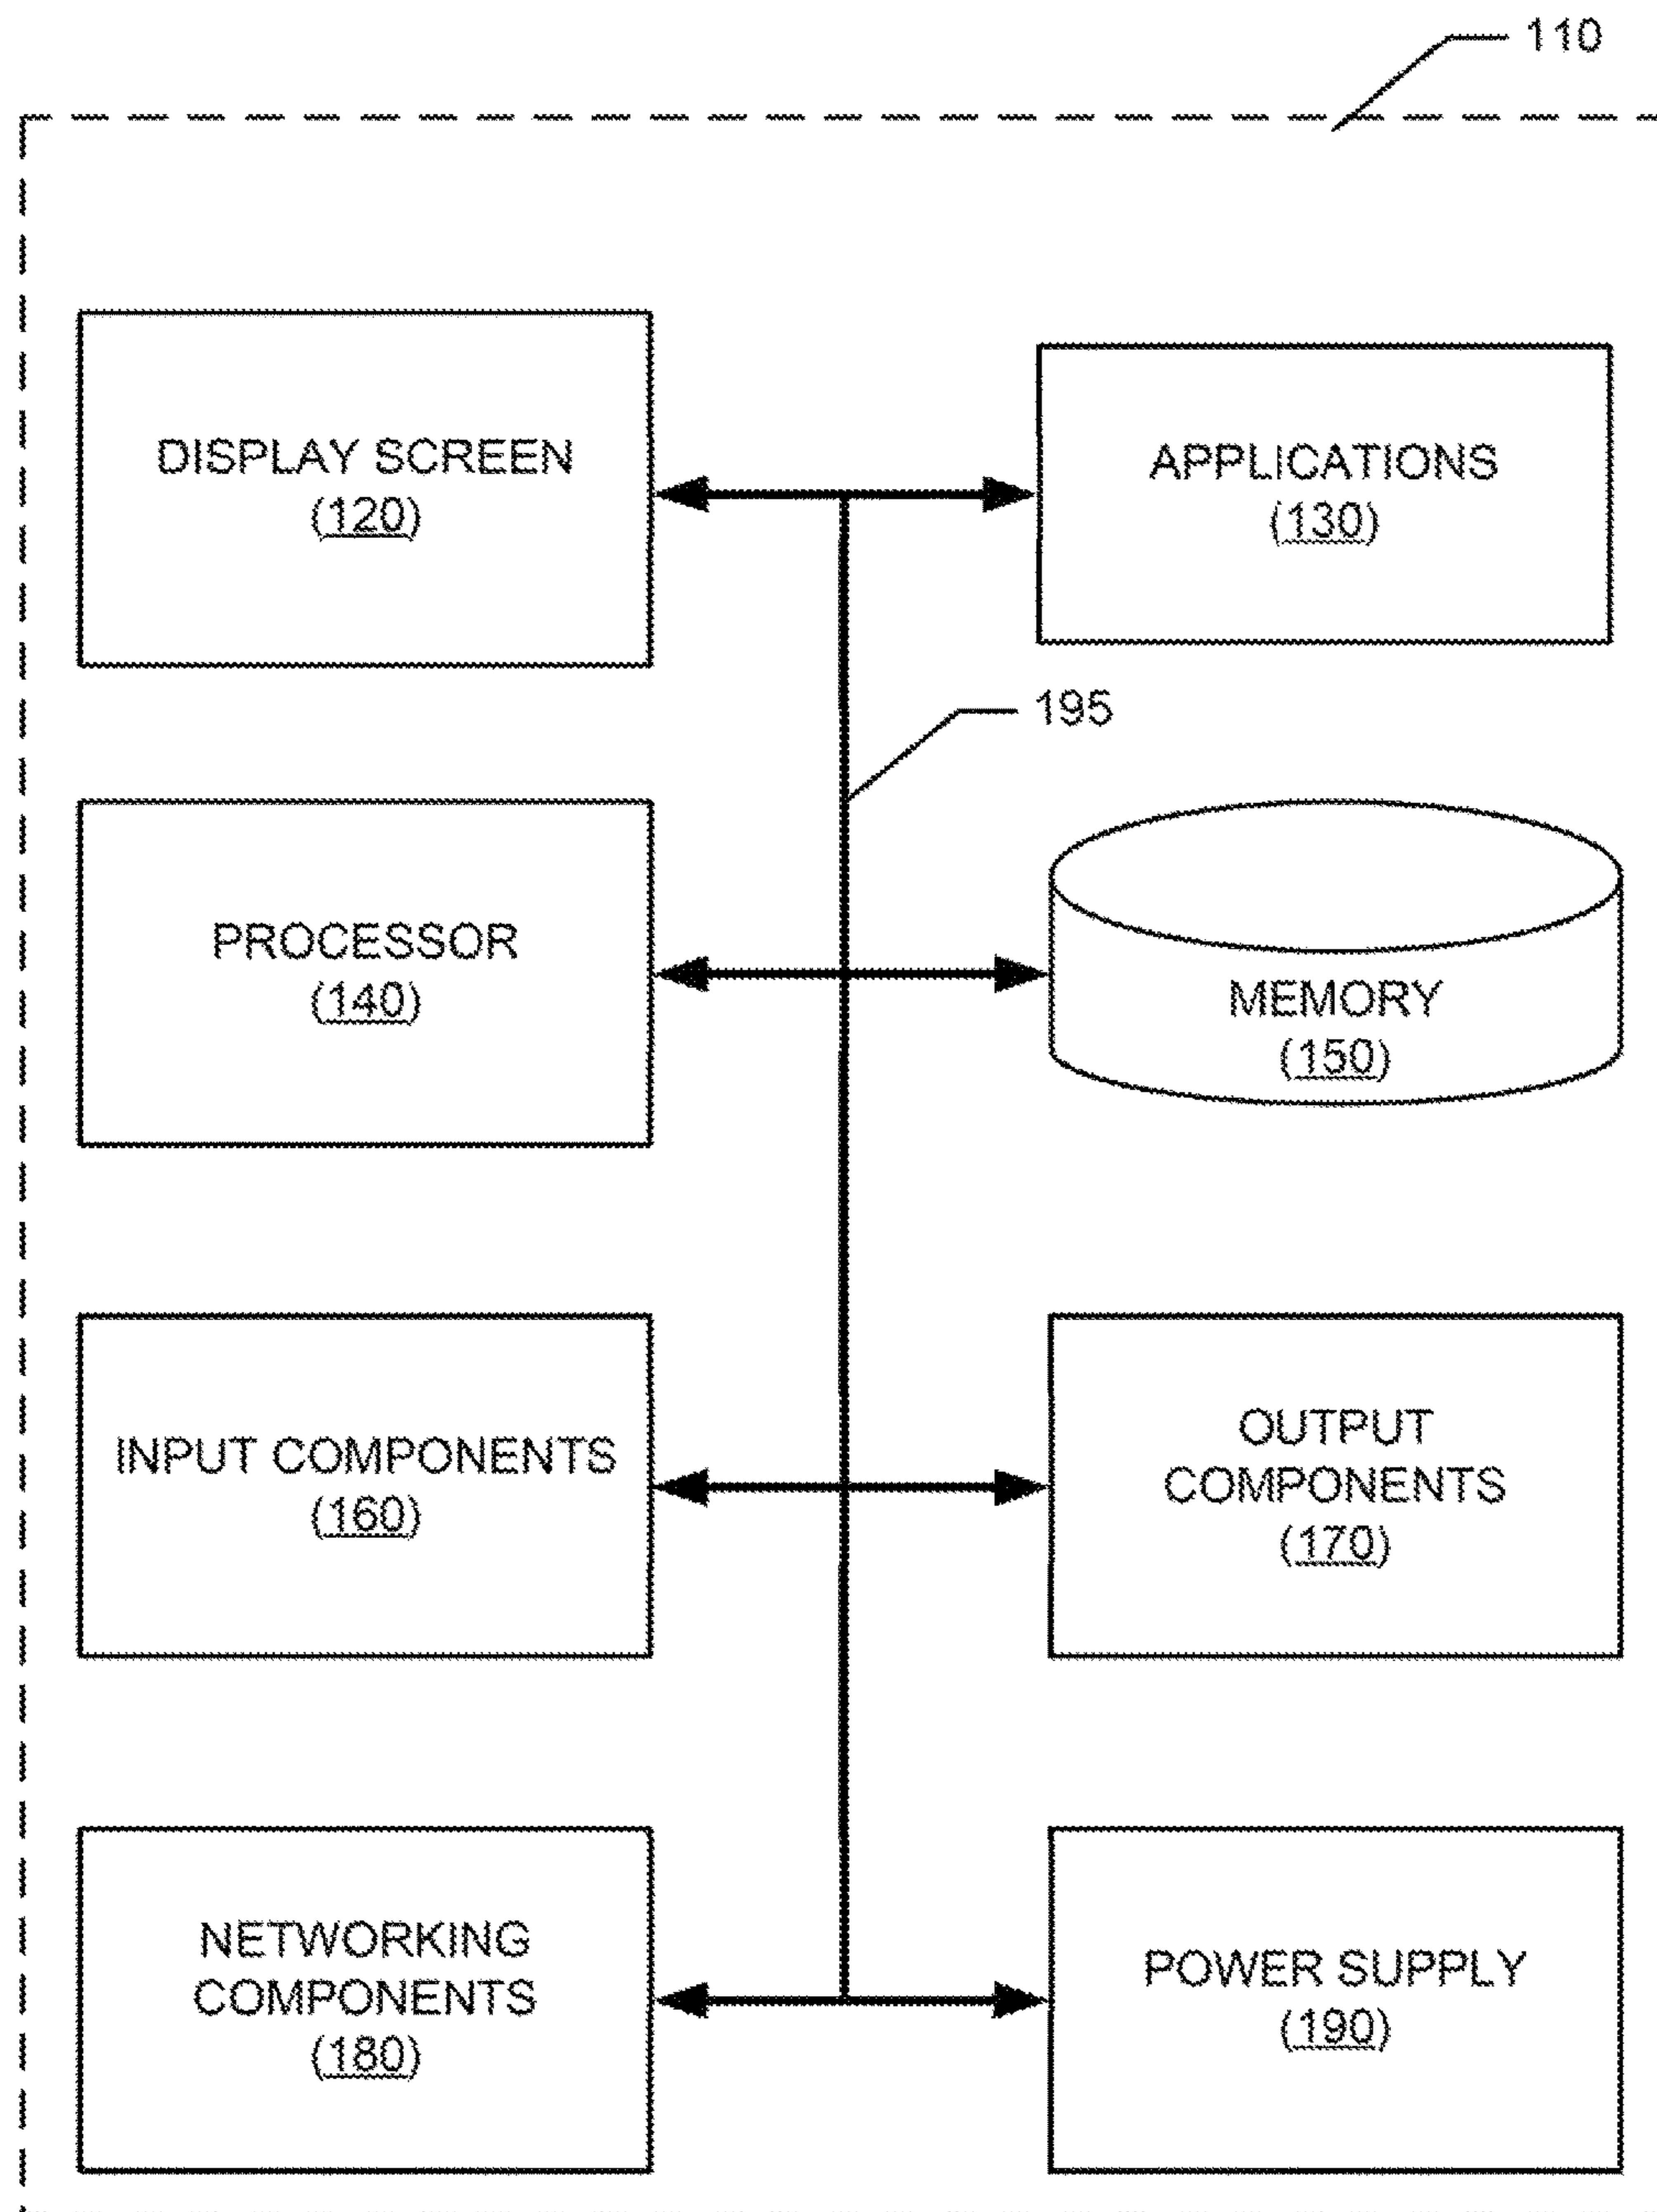 110
DISPLAY SCREEN
(120)
APPLICATIONS
(130)
195
PROCESSOR
(140)
MEMORY
(150)
INPUT COMPONENTS
(160)
OUTPUT
COMPONENTS
(170)
NETWORKING
COMPONENTS
(180)
POWER SUPPLY
(190)